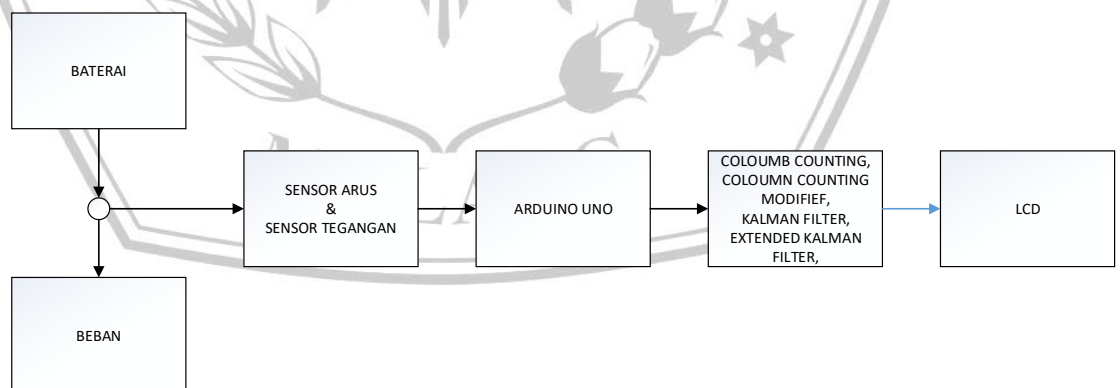 BATERAI
SENSOR ARUS
&
SENSOR TEGANGAN
ARDUINO UNO
COLOUMB COUNTING,
COLOUMN COUNTING
MODIFIEF,
KALMAN FILTER,
EXTENDED KALMAN
FILTER,
LCD
BEBAN